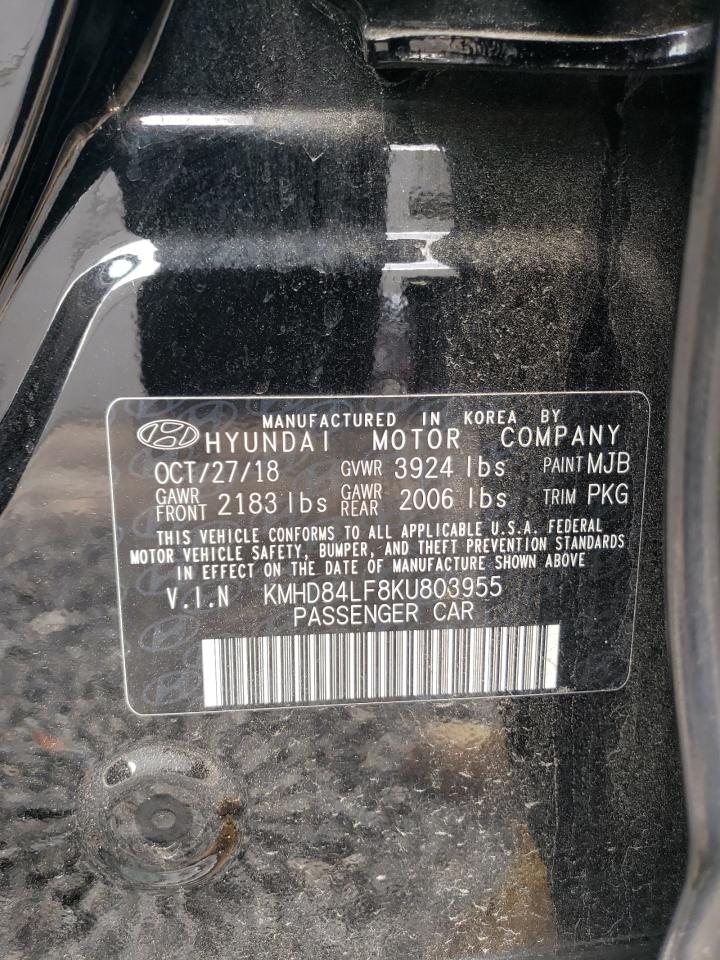 MANUFACTURED IN KOREA BY
HYUNDAI MOTOR COMPANY
OCT/27/18 GVWR 3924 lbs PAINT MJB
GAWR FRONT 2183 lbs GAWR REAR 2006 lbs TRIM PKG
THIS VEHICLE CONFORMS TO ALL APPLICABLE U.S.A. FEDERAL
MOTOR VEHICLE SAFETY, BUMPER, AND THEFT PREVENTION STANDARDS
IN EFFECT ON THE DATE OF MANUFACTURE SHOWN ABOVE
V.I.N KMHD84LF8KU803955
PASSENGER CAR